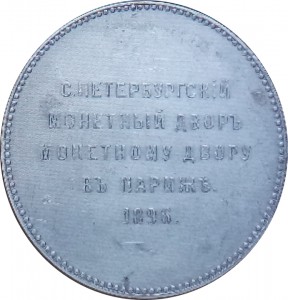 С.ПЕТЕРБУРГСКІЙ
МОНЕТНЫЙ ДВОРЪ
МОНЕТНОМУ ДВОРУ
ВЪ ПАРИЖѢ.
1896.